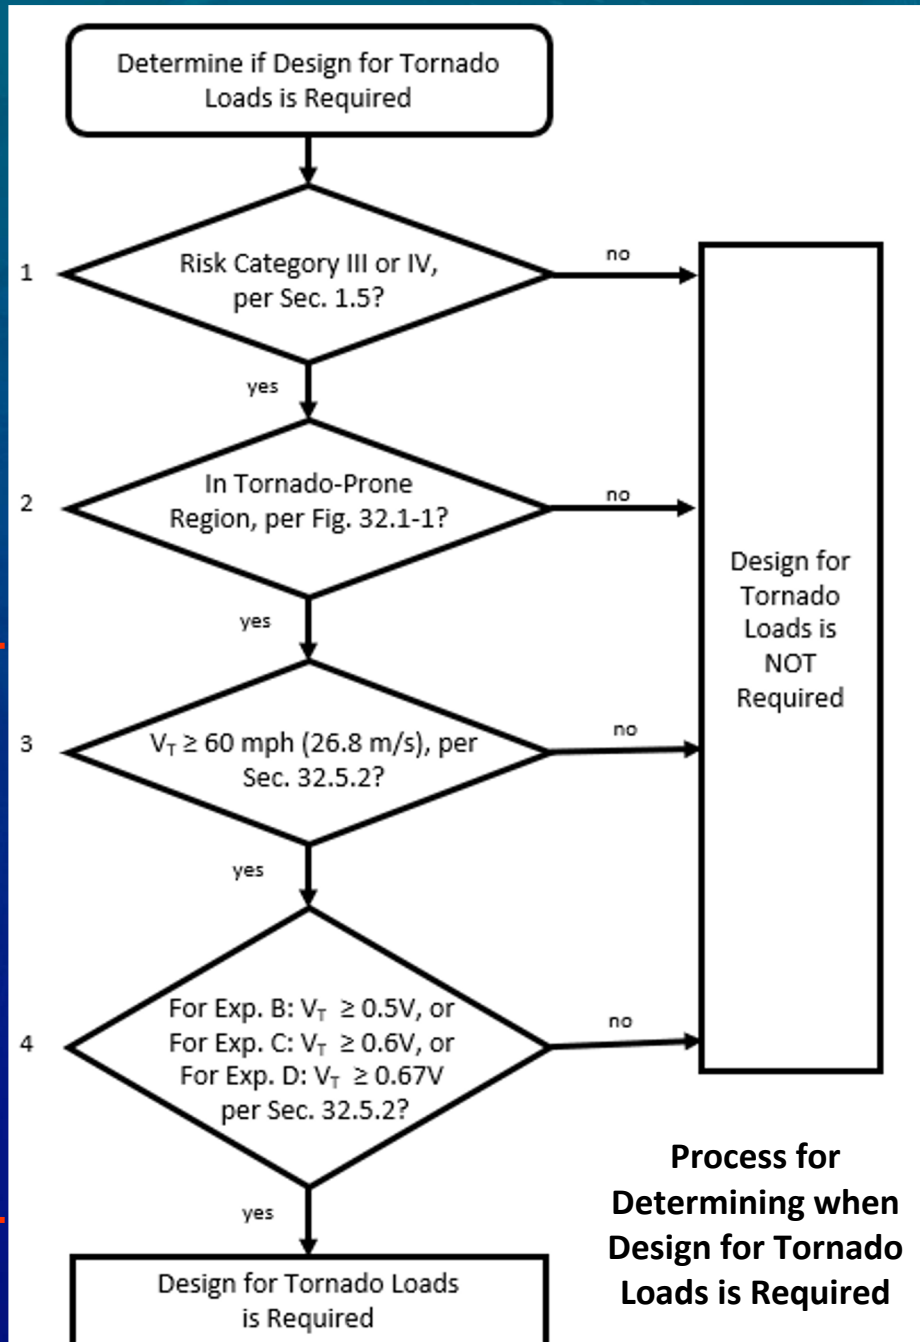 Determine if Design for Tornado
Loads is Required
1
Risk Category III or IV,
per Sec. 1.5?
no
yes
2
In Tornado-Prone
Region, per Fig. 32.1-1?
no
yes
Design for
Tornado
Loads is
NOT
Required
3
V_T ≥ 60 mph (26.8 m/s), per
Sec. 32.5.2?
no
yes
4
For Exp. B: V_T ≥ 0.5V, or
For Exp. C: V_T ≥ 0.6V, or
For Exp. D: V_T ≥ 0.67V
per Sec. 32.5.2?
no
yes
Design for Tornado Loads
is Required
Process for
Determining when
Design for Tornado
Loads is Required